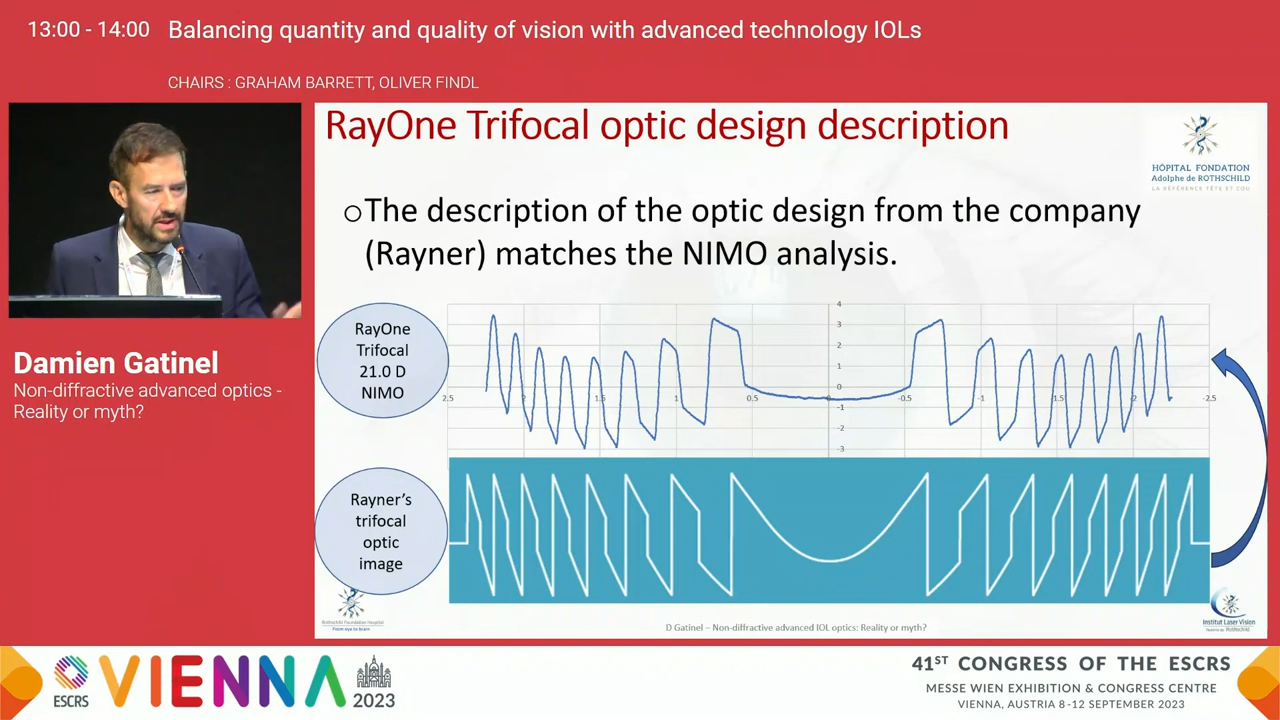 13:00 - 14:00 Balancing quantity and quality of vision with advanced technology IOLs
CHAIRS : GRAHAM BARRETT, OLIVER FINDL
Damien Gatinel
Non-diffractive advanced optics -
Reality or myth?
RayOne Trifocal optic design description
HÔPITAL FONDATION
Adolphe de ROTHSCHILD
LA RÉFÉRENCE TÊTE ET COU
The description of the optic design from the company
(Rayner) matches the NIMO analysis.
RayOne
Trifocal
21.0 D
NIMO
4
3
2
1
0
-1
-2
-3
2.5 2 1.5 1 0.5 0 -0.5 -1 -1.5 -2 -2.5
Rayner's
trifocal
optic
image
Rothschild Foundation Hospital
From eye to brain
D Gatinel – Non-diffractive advanced IOL optics: Reality or myth?
Institut Laser Vision
ESCRS
VIENNA
2023
41ST CONGRESS OF THE ESCRS
MESSE WIEN EXHIBITION & CONGRESS CENTRE
VIENNA, AUSTRIA 8-12 SEPTEMBER 2023